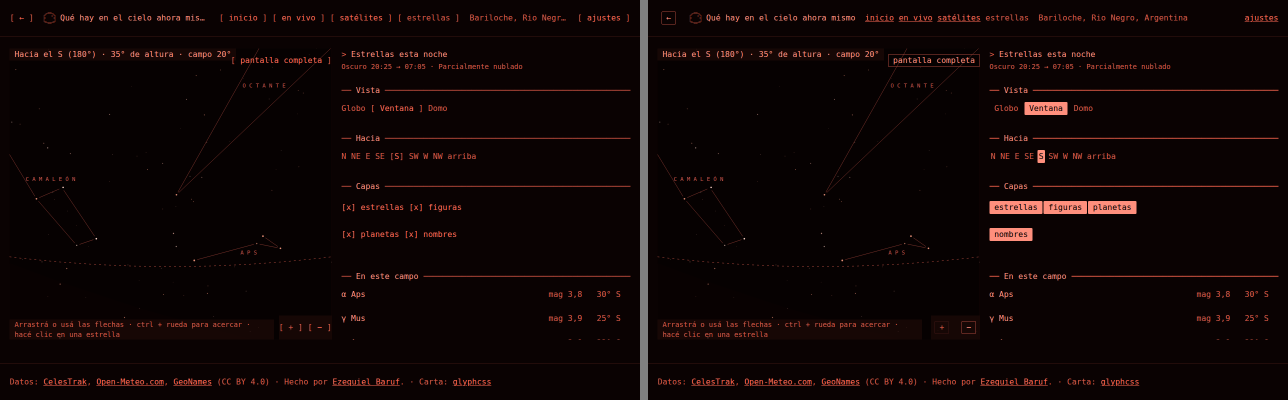 [ ← ] Qué hay en el cielo ahora mis… [ inicio ] [ en vivo ] [ satélites ] [ estrellas ] Bariloche, Río Negr… [ ajustes ]
Hacia el S (180°) · 35° de altura · campo 20°
[ pantalla completa ]
OCTANTE
CAMALEÓN
APS
Arrastrá o usá las flechas · ctrl + rueda para acercar ·
hacé clic en una estrella
[ + ] [ − ]
> Estrellas esta noche
Oscuro 20:25 → 07:05 · Parcialmente nublado
Vista
Globo [ Ventana ] Domo
Hacia
N NE E SE [S] SW W NW arriba
Capas
[x] estrellas [x] figuras
[x] planetas [x] nombres
En este campo
α Aps mag 3,8 30° S
γ Mus mag 3,9 25° S
Datos: CelesTrak, Open-Meteo.com, GeoNames (CC BY 4.0) · Hecho por Ezequiel Baruf. · Carta: glyphcss
← Qué hay en el cielo ahora mismo inicio en vivo satélites estrellas Bariloche, Río Negro, Argentina ajustes
Hacia el S (180°) · 35° de altura · campo 20°
pantalla completa
OCTANTE
CAMALEÓN
APS
Arrastrá o usá las flechas · ctrl + rueda para acercar ·
hacé clic en una estrella
+ −
> Estrellas esta noche
Oscuro 20:25 → 07:05 · Parcialmente nublado
Vista
Globo Ventana Domo
Hacia
N NE E SE S SW W NW arriba
Capas
estrellas figuras planetas
nombres
En este campo
α Aps mag 3,8 30° S
γ Mus mag 3,9 25° S
Datos: CelesTrak, Open-Meteo.com, GeoNames (CC BY 4.0) · Hecho por Ezequiel Baruf. · Carta: glyphcss